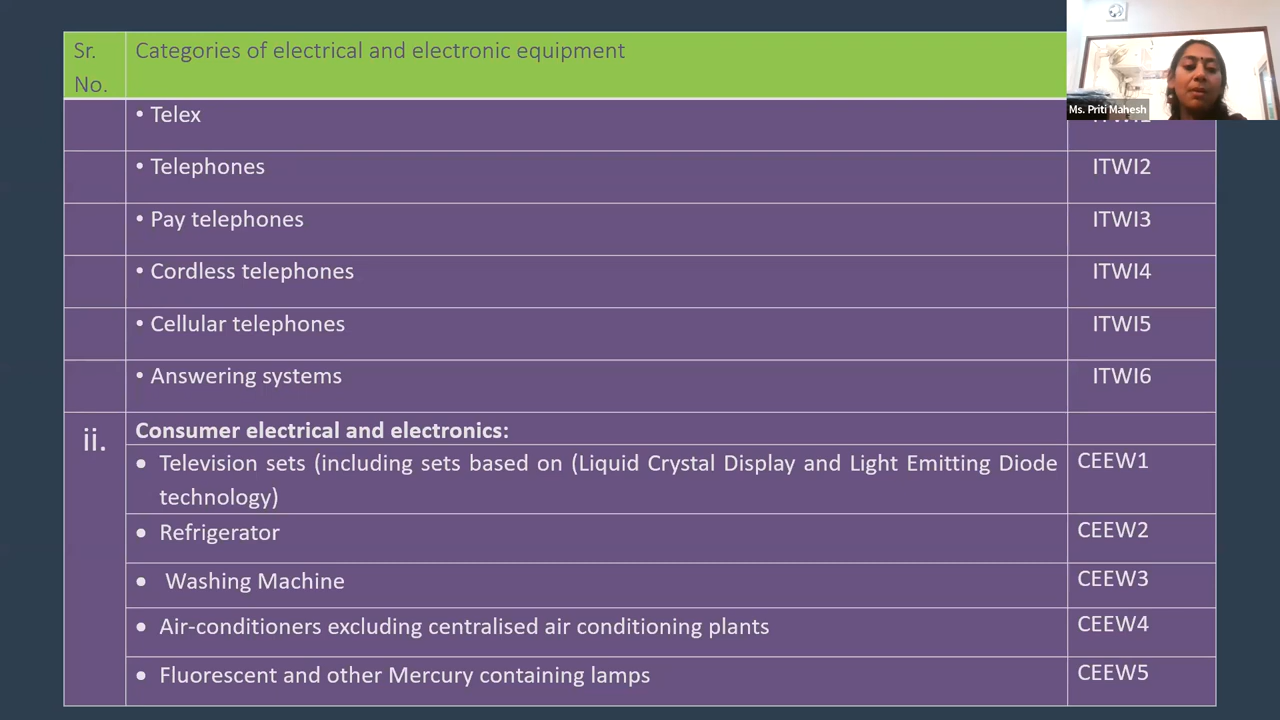 Sr. Categories of electrical and electronic equipment
No.
Ms. Priti Mahesh
• Telex
• Telephones ITWI2
• Pay telephones ITWI3
• Cordless telephones ITWI4
• Cellular telephones ITWI5
• Answering systems ITWI6
ii. Consumer electrical and electronics:
• Television sets (including sets based on (Liquid Crystal Display and Light Emitting Diode CEEW1
technology)
• Refrigerator CEEW2
• Washing Machine CEEW3
• Air-conditioners excluding centralised air conditioning plants CEEW4
• Fluorescent and other Mercury containing lamps CEEW5